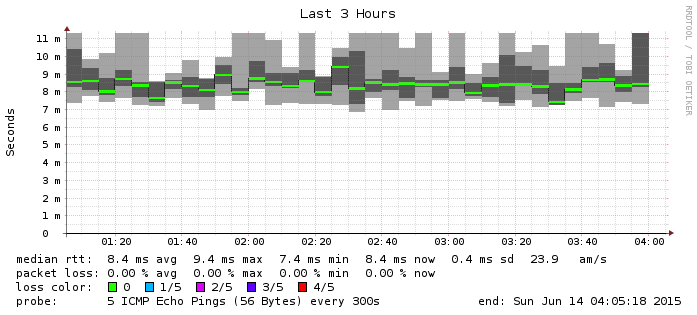 Last 3 Hours
RRDTOOL / TOBI OETIKER
Seconds
11 m
10 m
9 m
8 m
7 m
6 m
5 m
4 m
3 m
2 m
1 m
0
01:20 01:40 02:00 02:20 02:40 03:00 03:20 03:40 04:00
median rtt: 8.4 ms avg 9.4 ms max 7.4 ms min 8.4 ms now 0.4 ms sd 23.9 am/s
packet loss: 0.00 % avg 0.00 % max 0.00 % min 0.00 % now
loss color: 0 1/5 2/5 3/5 4/5
probe: 5 ICMP Echo Pings (56 Bytes) every 300s end: Sun Jun 14 04:05:18 2015